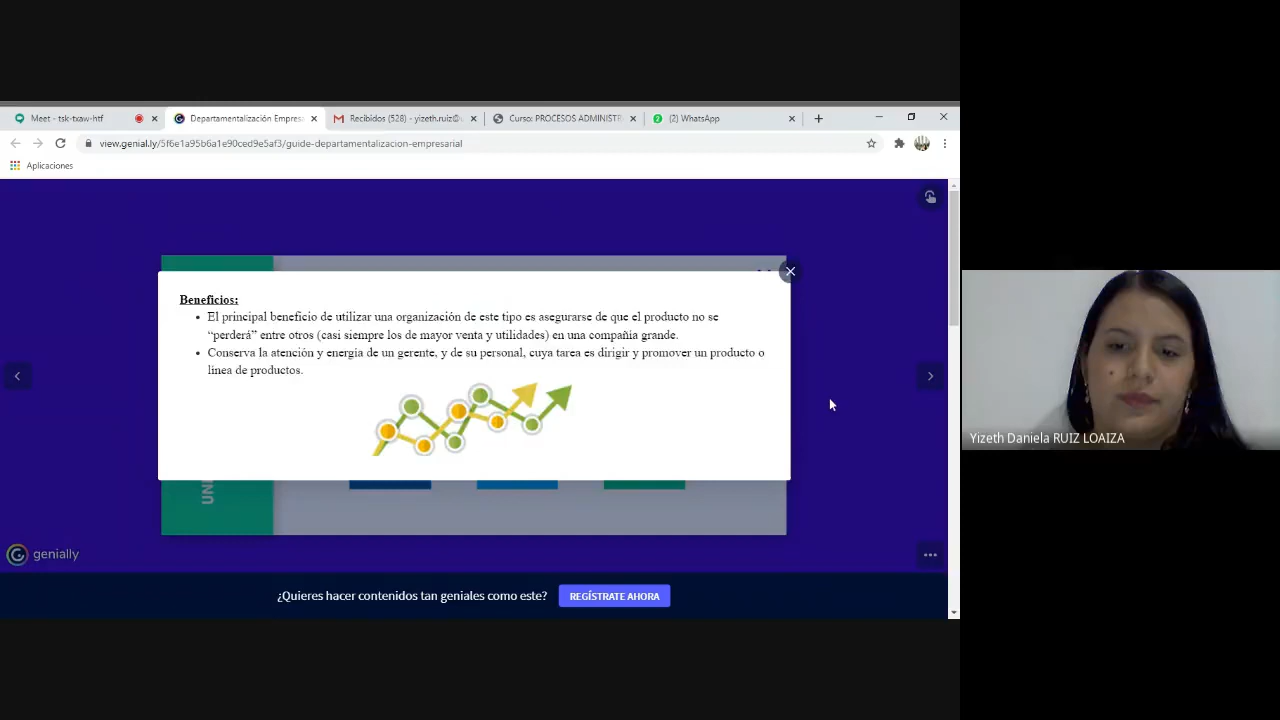 Meet - tsk-txaw-htf
Departamentalización Empres
Recibidos (528) - yizeth.ruiz@
Curso: PROCESOS ADMINISTR
(2) WhatsApp
view.genial.ly/5f6e1a95b6a1e90ced9e5af3/guide-departamentalizacion-empresarial
Aplicaciones
Beneficios:
• El principal beneficio de utilizar una organización de este tipo es asegurarse de que el producto no se
“perderá” entre otros (casi siempre los de mayor venta y utilidades) en una compañía grande.
• Conserva la atención y energía de un gerente, y de su personal, cuya tarea es dirigir y promover un producto o
línea de productos.
UNI
genially
¿Quieres hacer contenidos tan geniales como este?
REGÍSTRATE AHORA
Yizeth Daniela RUIZ LOAIZA